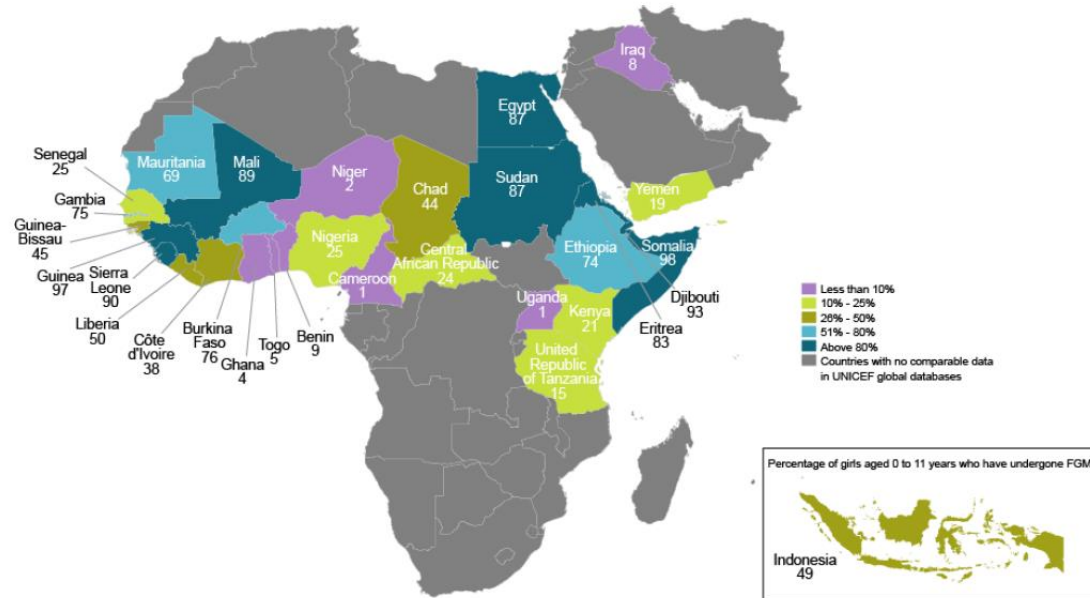 Iraq
8
Egypt
87
Senegal
25
Mauritania
69
Mali
89
Niger
2
Chad
44
Sudan
87
Yemen
19
Gambia
75
Guinea-
Bissau
45
Nigeria
25
Central
African Republic
24
Ethiopia
74
Somalia
98
Guinea
97
Sierra
Leone
90
Cameroon
1
Djibouti
93
Liberia
50
Côte
d'Ivoire
38
Burkina
Faso
76
Ghana
4
Togo
5
Benin
9
Uganda
1
Kenya
21
Eritrea
83
United
Republic
of Tanzania
15
Less than 10%
10% - 25%
26% - 50%
51% - 80%
Above 80%
Countries with no comparable data
in UNICEF global databases
Percentage of girls aged 0 to 11 years who have undergone FGM
Indonesia
49